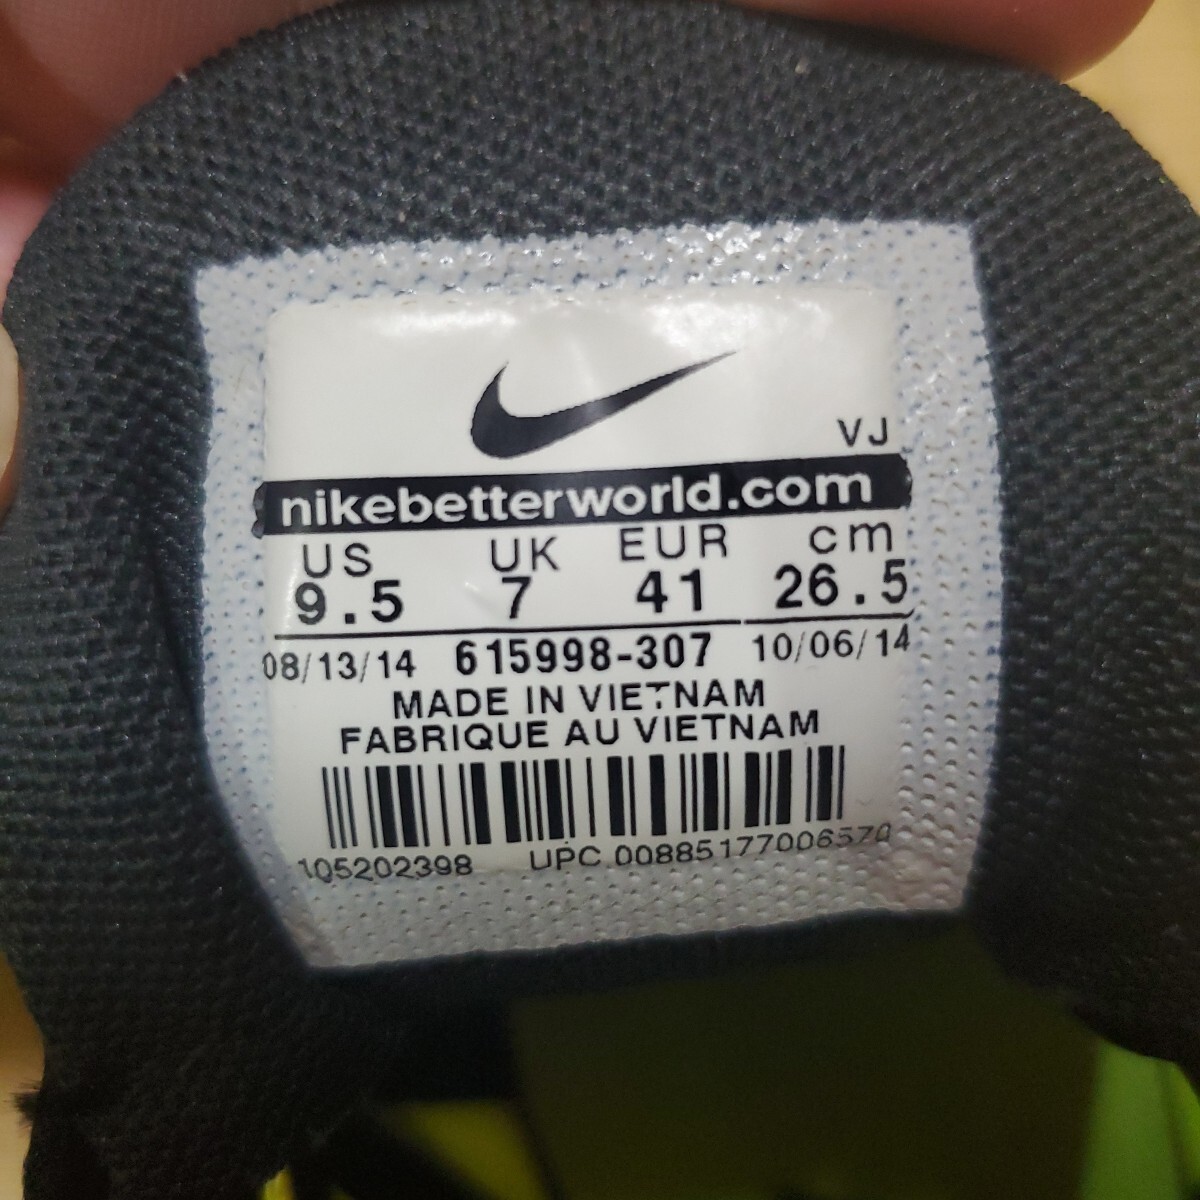 VJ
nikebetterworld.com
US UK EUR cm
9.5 7 41 26.5
08/13/14 615998-307 10/06/14
MADE IN VIETNAM
FABRIQUE AU VIETNAM
105202398 UPC 00885177006570